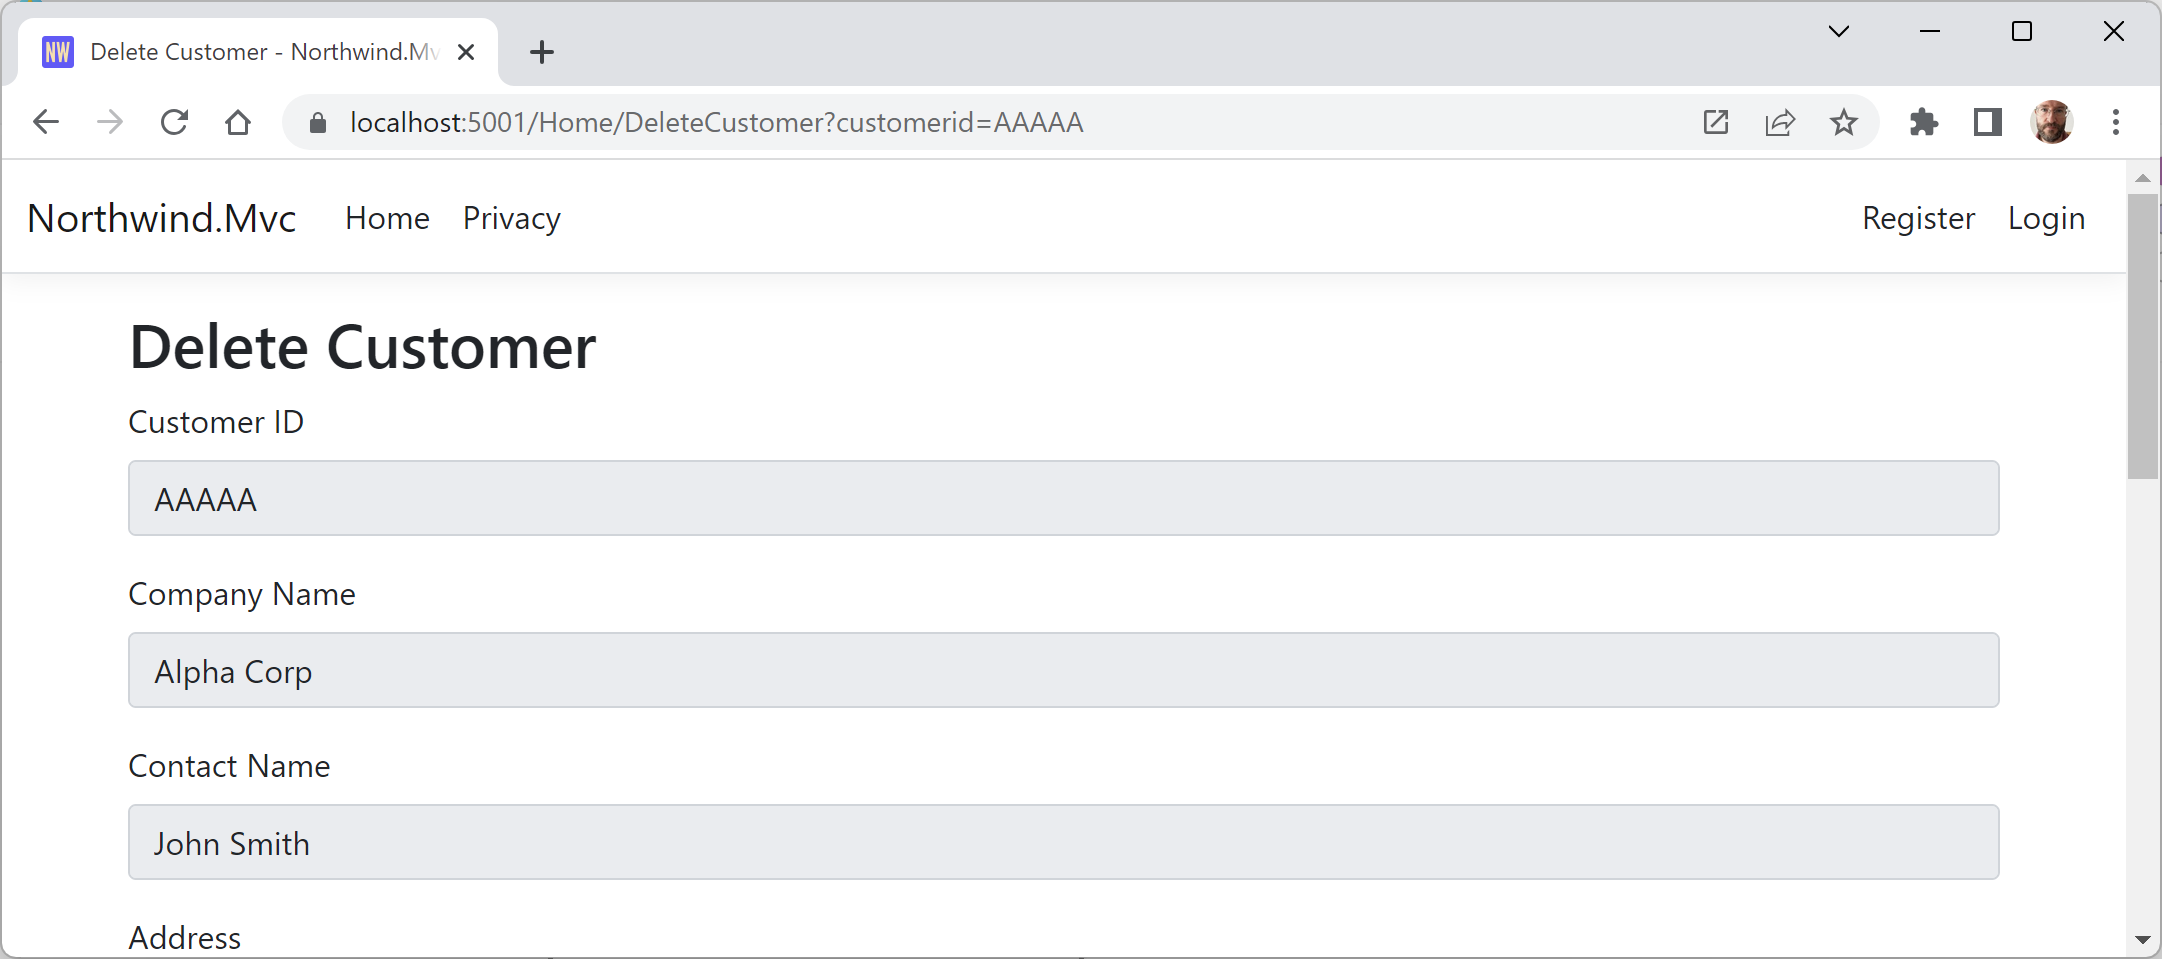 NW Delete Customer - Northwind.Mv
localhost:5001/Home/DeleteCustomer?customerid=AAAAA
Northwind.Mvc Home Privacy Register Login
Delete Customer
Customer ID
AAAAA
Company Name
Alpha Corp
Contact Name
John Smith
Address